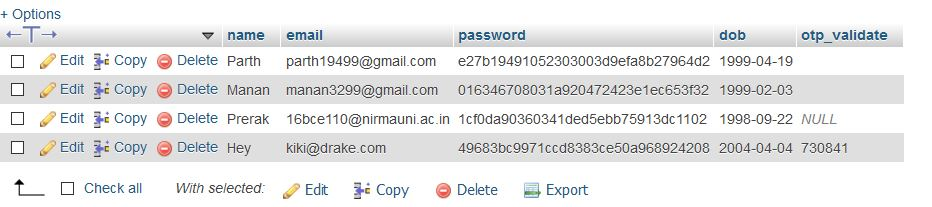 + Options
name email password dob otp_validate
Edit Copy Delete Parth parth19499@gmail.com e27b19491052303003d9efa8b27964d2 1999-04-19
Edit Copy Delete Manan manan3299@gmail.com 016346708031a920472423e1ec653f32 1999-02-03
Edit Copy Delete Prerak 16bce110@nirmauni.ac.in 1cf0da90360341ded5ebb75913dc1102 1998-09-22 NULL
Edit Copy Delete Hey kiki@drake.com 49683bc9971ccd8383ce50a968924208 2004-04-04 730841
Check all With selected: Edit Copy Delete Export